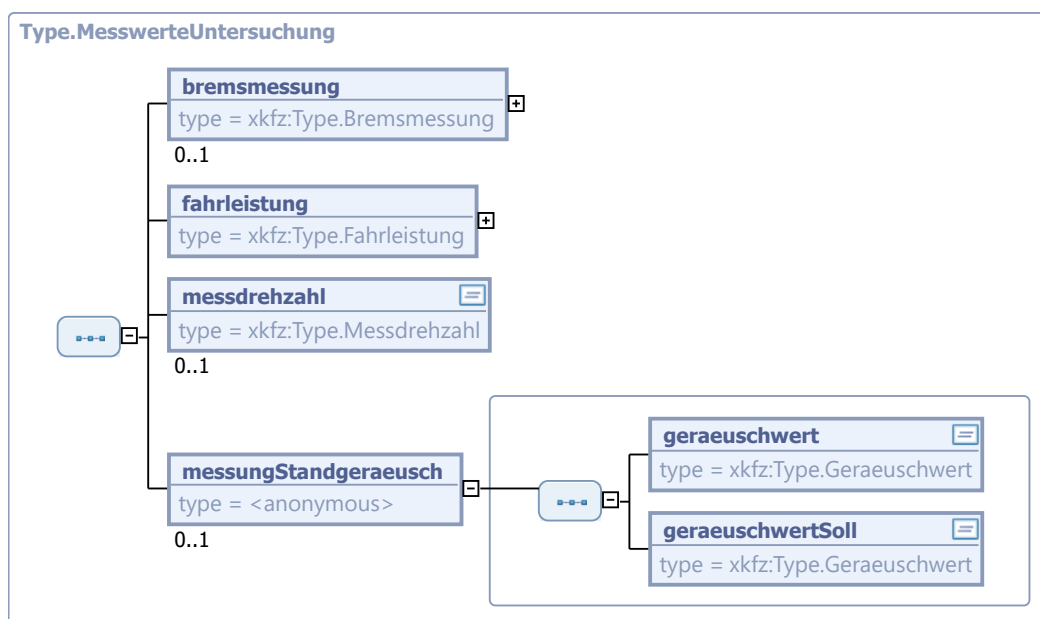 Type.MesswerteUntersuchung
bremsmessung
type = xkfz:Type.Bremsmessung
0..1
fahrleistung
type = xkfz:Type.Fahrleistung
messdrehzahl
type = xkfz:Type.Messdrehzahl
0..1
messungStandgeraeusch
type = <anonymous>
0..1
geraeuschwert
type = xkfz:Type.Geraeuschwert
geraeuschwertSoll
type = xkfz:Type.Geraeuschwert